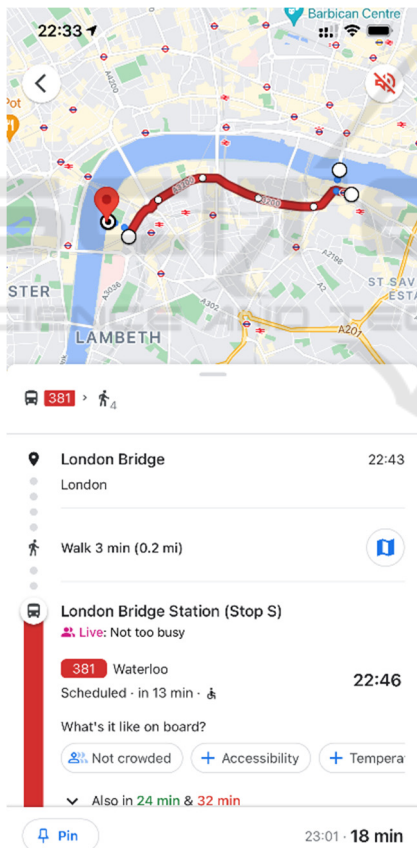 Barbican Centre
22:33
A4200
Pot
A3200
A3200
A3036
A302
A2
A2198
STER
LAMBETH
ST SAV
ESTA
A201
381 › 4
London Bridge 22:43
London
Walk 3 min (0.2 mi)
London Bridge Station (Stop S)
Live: Not too busy
381 Waterloo 22:46
Scheduled · in 13 min ·
What's it like on board?
Not crowded + Accessibility + Tempera
Also in 24 min & 32 min
Pin 23:01 · 18 min